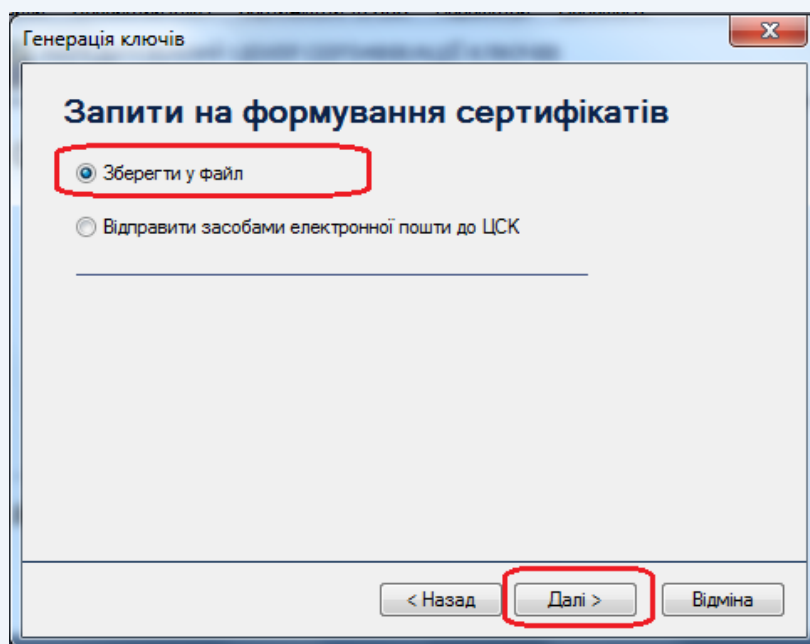 Генерація ключів
Запити на формування сертифікатів
Зберегти у файл
Відправити засобами електронної пошти до ЦСК
< Назад
Далі >
Відміна